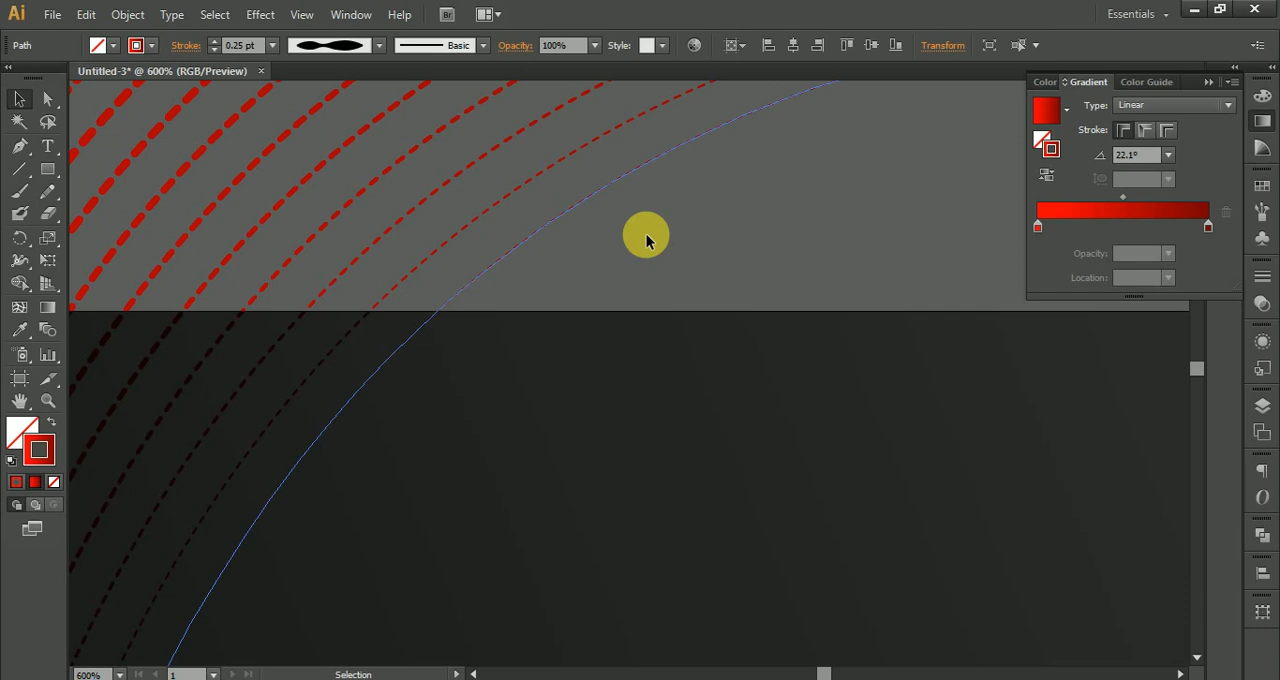 Ai File Edit Object Type Select Effect View Window Help Br Essentials
Path Stroke: 0.25 pt Basic Opacity: 100% Style: Transform
Untitled-3* @ 600% (RGB/Preview) ×
Color Gradient Color Guide
Type: Linear
Stroke:
22.1°
Opacity:
Location:
600% 1 Selection